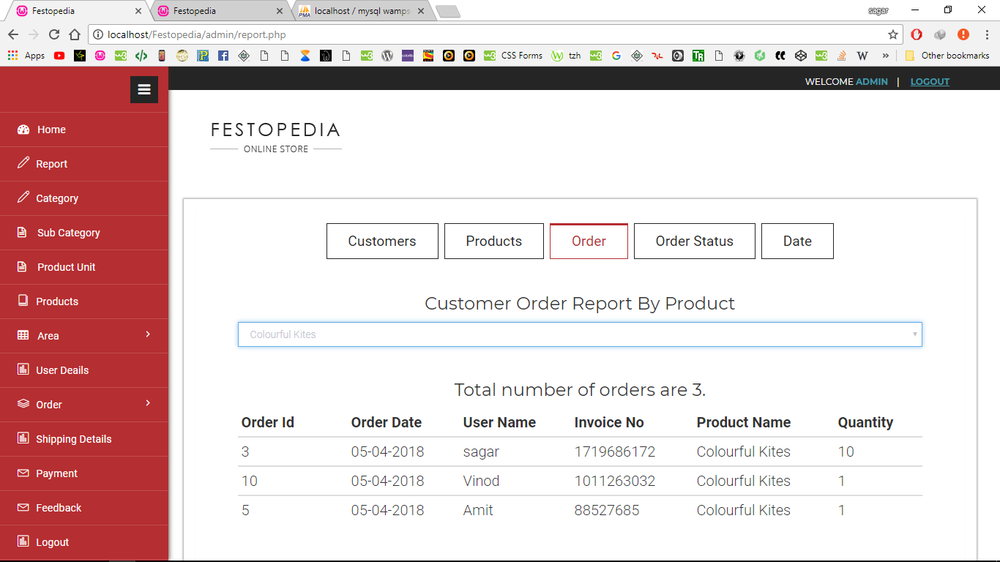 Festopedia
Festopedia
localhost / mysql wamps
sagar
localhost/Festopedia/admin/report.php
Apps
CSS Forms
tzh
Other bookmarks
WELCOME ADMIN | LOGOUT
Home
Report
Category
Sub Category
Product Unit
Products
Area
User Deails
Order
Shipping Details
Payment
Feedback
Logout
FESTOPEDIA
ONLINE STORE
Customers Products Order Order Status Date
Customer Order Report By Product
Colourful Kites
Total number of orders are 3.
Order Id Order Date User Name Invoice No Product Name Quantity
3 05-04-2018 sagar 1719686172 Colourful Kites 10
10 05-04-2018 Vinod 1011263032 Colourful Kites 1
5 05-04-2018 Amit 88527685 Colourful Kites 1